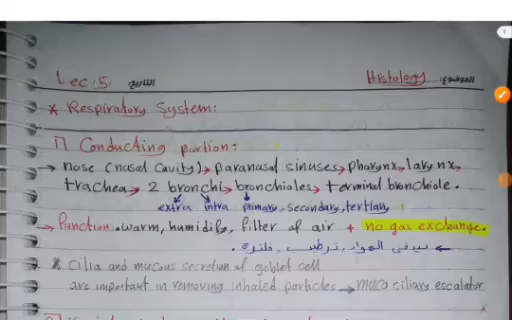 1
Lec: 5: التاريخ: Histology الموضوع:
* Respiratory System:
1 Conducting portion:
→ nose (nasal cavity) → paranasal sinuses → pharynx, larynx →
trachea → 2 bronchi → bronchioles → terminal bronchiole.
extra intra primary, secondary, tertiary
→ Function: warm, humidify, filter of air + no gas exchange.
الهواء, ترطيب, فلترة.
* Cilia and mucous secretion of goblet cell
are important in removing inhaled particles → muco ciliary escalator